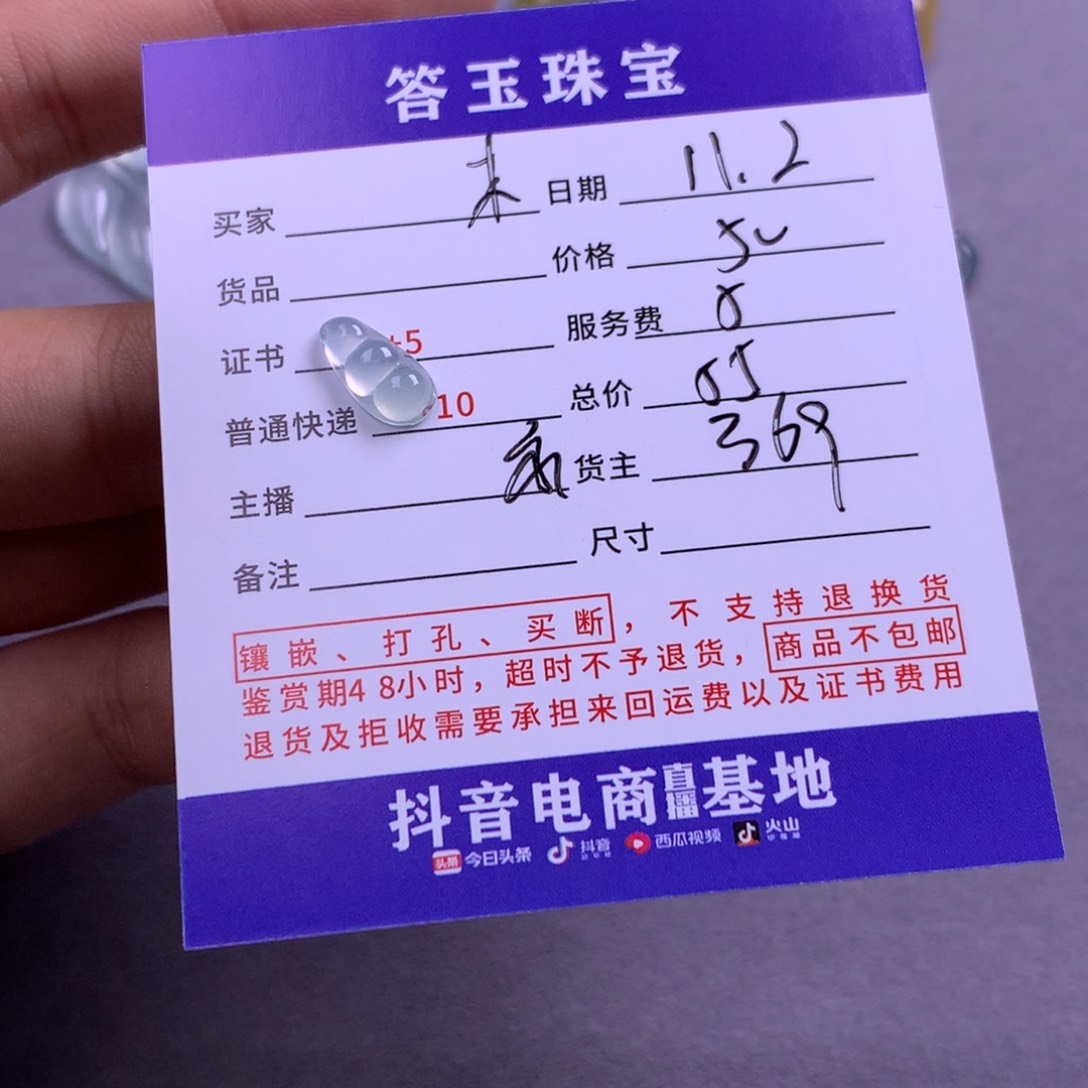 答玉珠宝
买家 日期 11.2
货品 价格 50
证书 +5 服务费
普通快递 10 总价
主播 货主 369
备注 尺寸
镶嵌、打孔、买断，不支持退换货
鉴赏期48小时，超时不予退货，商品不包邮
退货及拒收需要承担来回运费以及证书费用
抖音电商直播基地
头条 今日头条 抖音 西瓜视频 火山